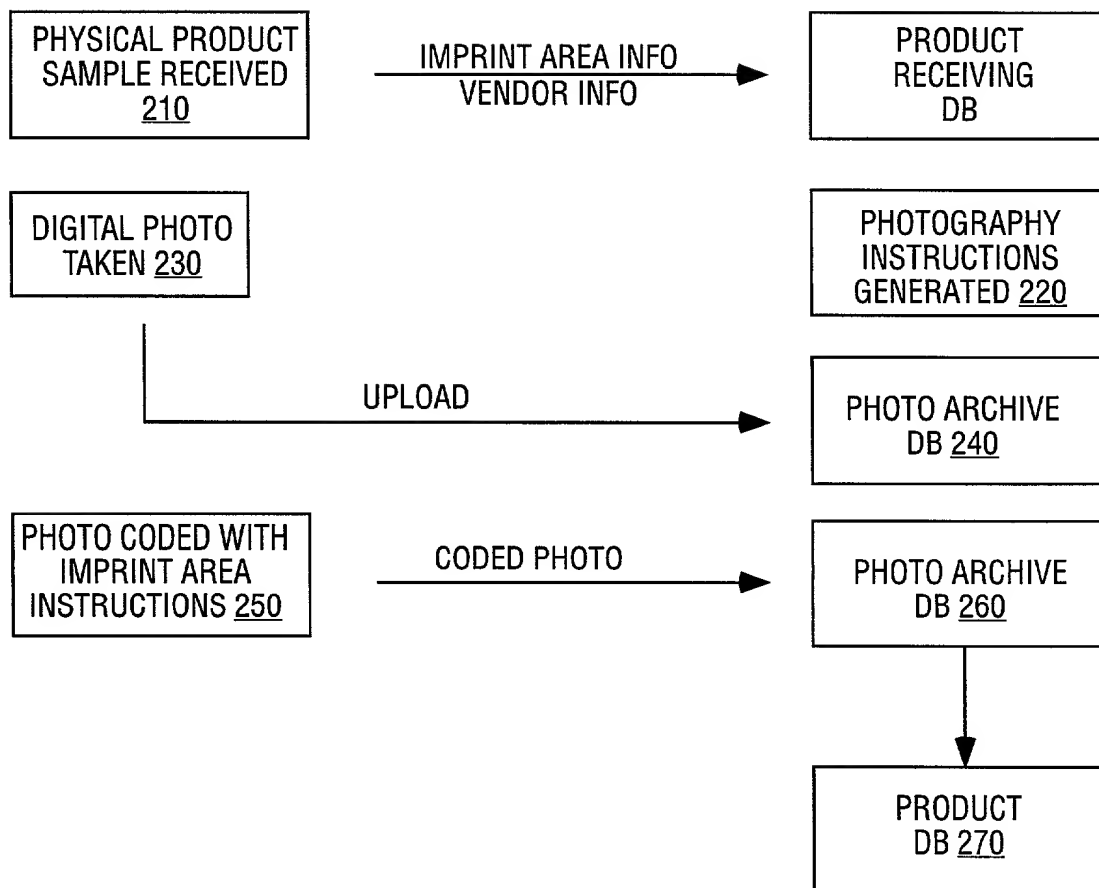 PHYSICAL PRODUCT
SAMPLE RECEIVED
210
IMPRINT AREA INFO
VENDOR INFO
PRODUCT
RECEIVING
DB
DIGITAL PHOTO
TAKEN 230
PHOTOGRAPHY
INSTRUCTIONS
GENERATED 220
UPLOAD
PHOTO ARCHIVE
DB 240
PHOTO CODED WITH
IMPRINT AREA
INSTRUCTIONS 250
CODED PHOTO
PHOTO ARCHIVE
DB 260
PRODUCT
DB 270